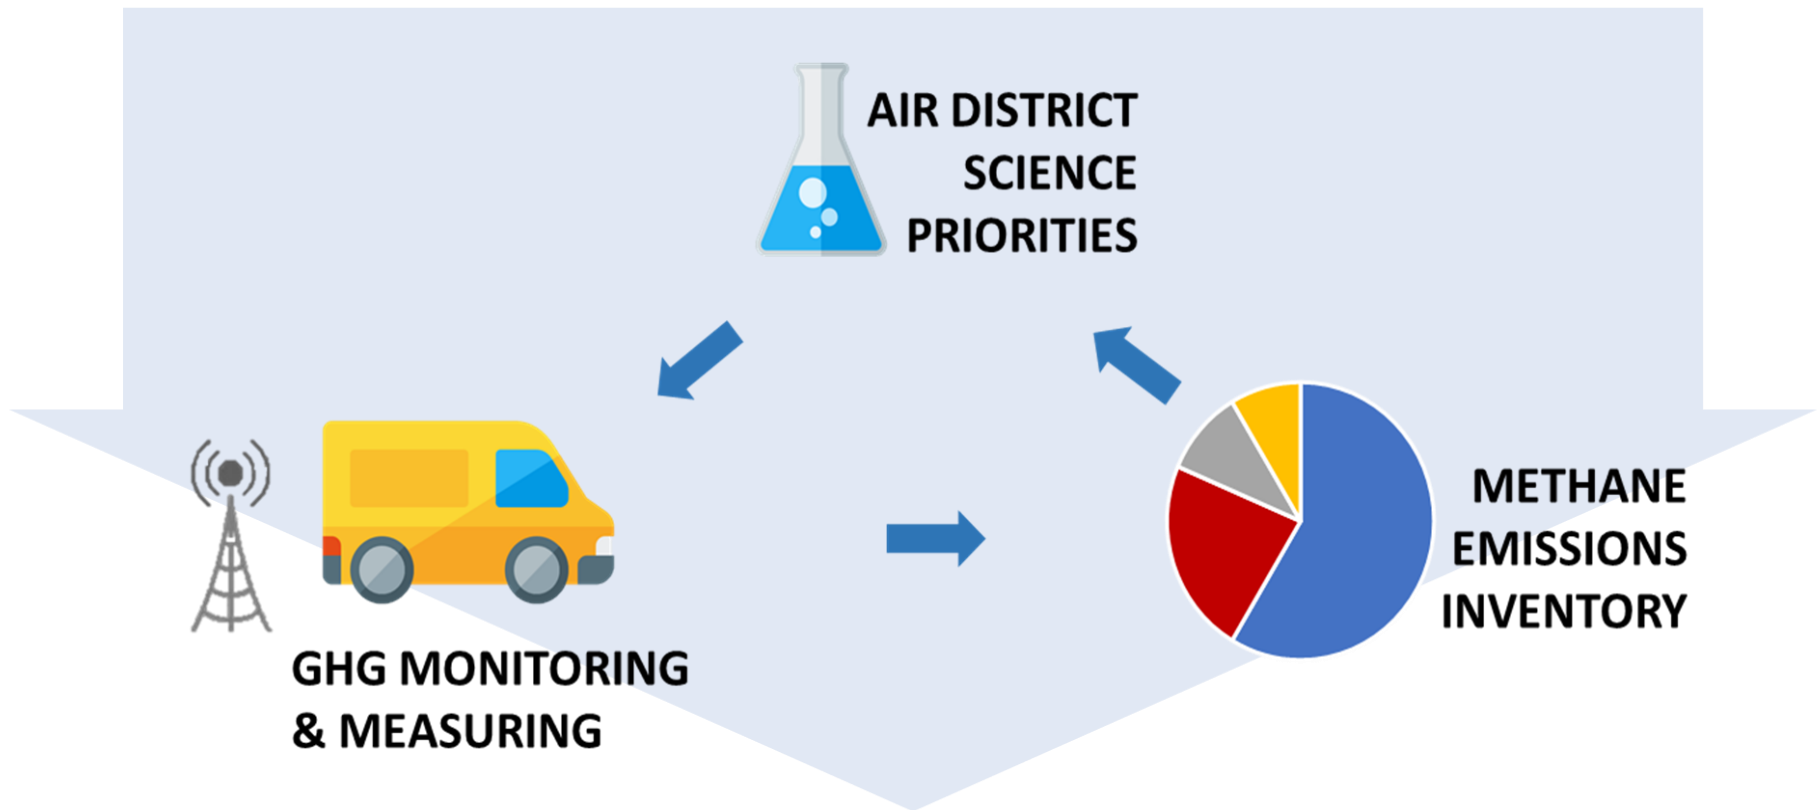 AIR DISTRICT
SCIENCE
PRIORITIES
GHG MONITORING
& MEASURING
METHANE
EMISSIONS
INVENTORY